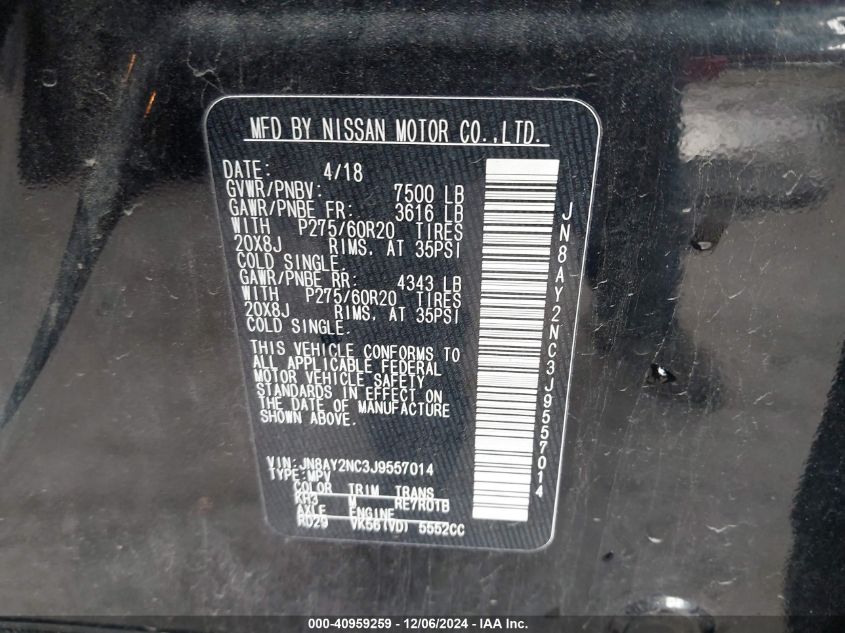 MFD BY NISSAN MOTOR CO.,LTD.
DATE: 4/18
GVWR/PNBV: 7500 LB
GAWR/PNBE FR: 3616 LB
WITH P275/60R20 TIRES
20X8J RIMS. AT 35PSI
COLD SINGLE.
GAWR/PNBE RR: 4343 LB
WITH P275/60R20 TIRES
20X8J RIMS. AT 35PSI
COLD SINGLE.
THIS VEHICLE CONFORMS TO
ALL APPLICABLE FEDERAL
MOTOR VEHICLE SAFETY
STANDARDS IN EFFECT ON
THE DATE OF MANUFACTURE
SHOWN ABOVE.
VIN:JN8AY2NC3J9557014
TYPE:MPV
COLOR TRIM TRANS
KH3 M RE7R01B
AXLE ENGINE
RD29 VK56(VD) 5552CC
JN8AY2NC3J9557014
000-40959259 - 12/06/2024 - IAAI.com